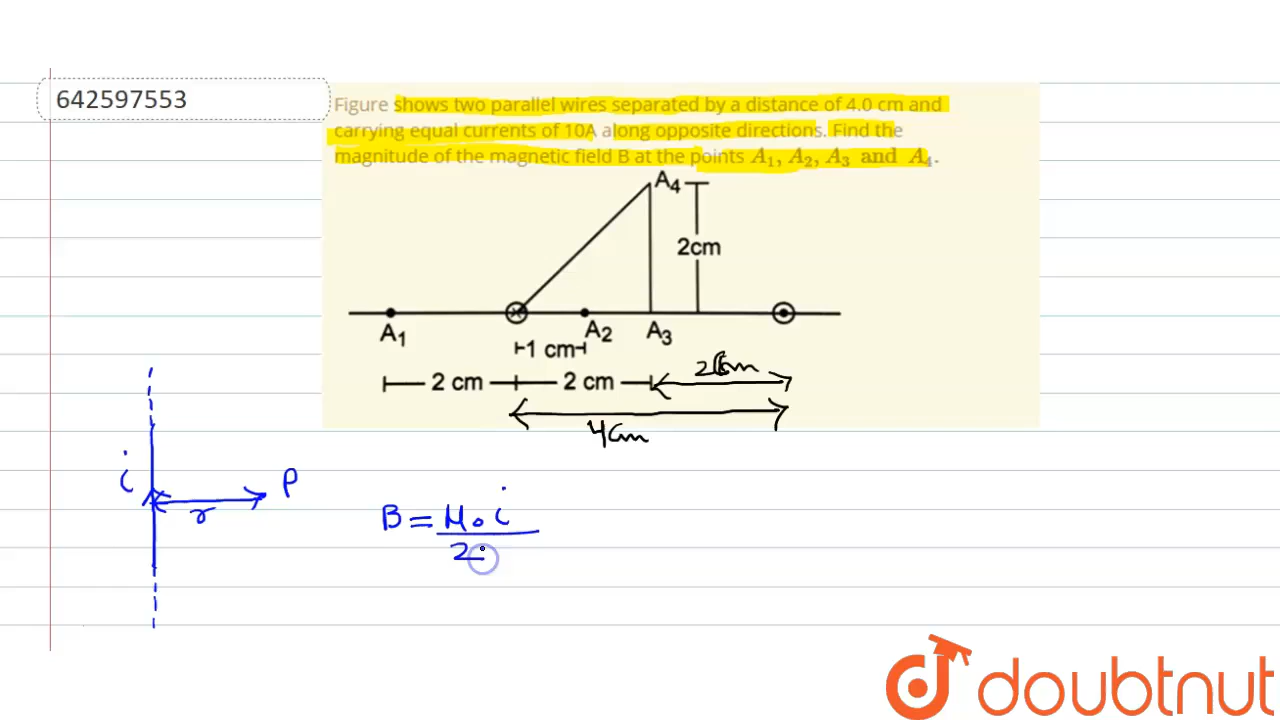 642597553
Figure shows two parallel wires separated by a distance of 4.0 cm and
carrying equal currents of 10A along opposite directions. Find the
magnitude of the magnetic field B at the points A₁, A₂, A₃ and A₄.
A₄
2cm
A₁
A₂
A₃
1 cm
2 cm
2 cm
4cm
i
r
P
B = μ₀ i
2
doubtnut